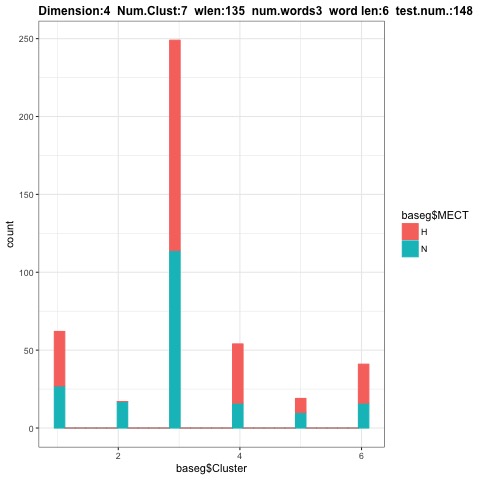 Dimension:4 Num.Clust:7 wlen:135 num.words3 word len:6 test.num.:148
250
200
150
100
50
0
count
2 4 6
baseg$Cluster
baseg$MECT
H
N